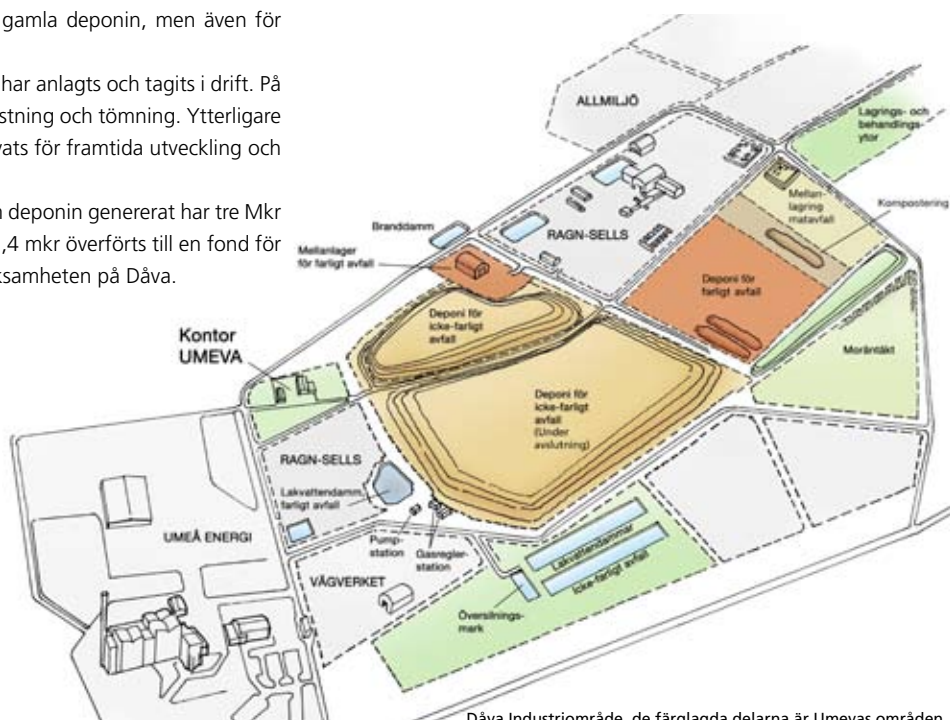 gamla deponin, men även för
har anlagts och tagits i drift. På
stning och tömning. Ytterligare
vats för framtida utveckling och
deponin genererat har tre Mkr
,4 mkr överförts till en fond för
ksamheten på Dåva.
ALLMILJÖ
Lagrings- och
behandlings-
ytor
Mellan-
lagring
matavfall
Kompostering
RAGN-SELLS
Branddamm
Mellanlager
för farligt avfall
Deponi för
farligt avfall
Deponi för
icke-farligt
avfall
Moräntäkt
Kontor
UMEVA
Deponi för
icke-farligt
avfall
(Under
avslutning)
RAGN-SELLS
Lakvattendamm,
farligt avfall
UMEÅ ENERGI
Pump-
station
Gasregler-
station
Lakvattendammar
Icke-farligt avfall
VÄGVERKET
Översilnings-
mark
Dåva Industriområde, de färglagda delarna är Umevas områden